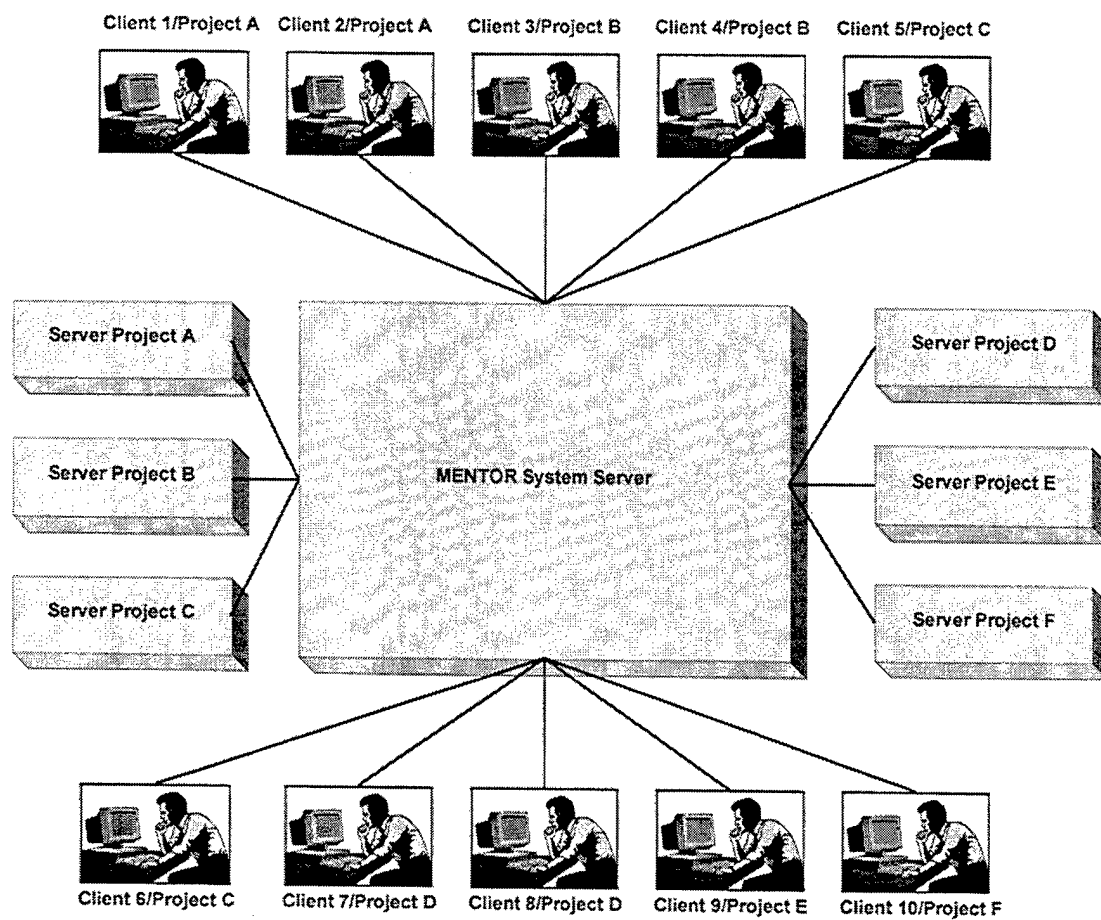 Client 1/Project A
Client 2/Project A
Client 3/Project B
Client 4/Project B
Client 5/Project C
Server Project A
Server Project D
Server Project B
MENTOR System Server
Server Project E
Server Project C
Server Project F
Client 6/Project C
Client 7/Project D
Client 8/Project D
Client 9/Project E
Client 10/Project F